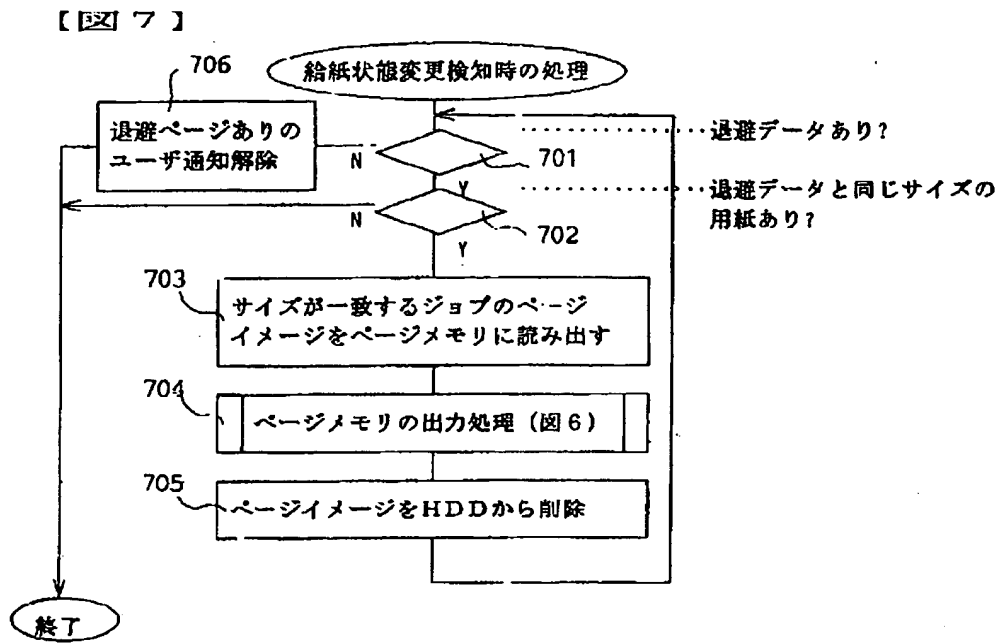 【図7】
給紙状態変更検知時の処理
706
退避ページありの
ユーザ通知解除
N
701
退避データあり?
Y
退避データと同じサイズの
用紙あり?
N
702
Y
703
サイズが一致するジョブのページ
イメージをページメモリに読み出す
704
ページメモリの出力処理(図6)
705
ページイメージをHDDから削除
終了